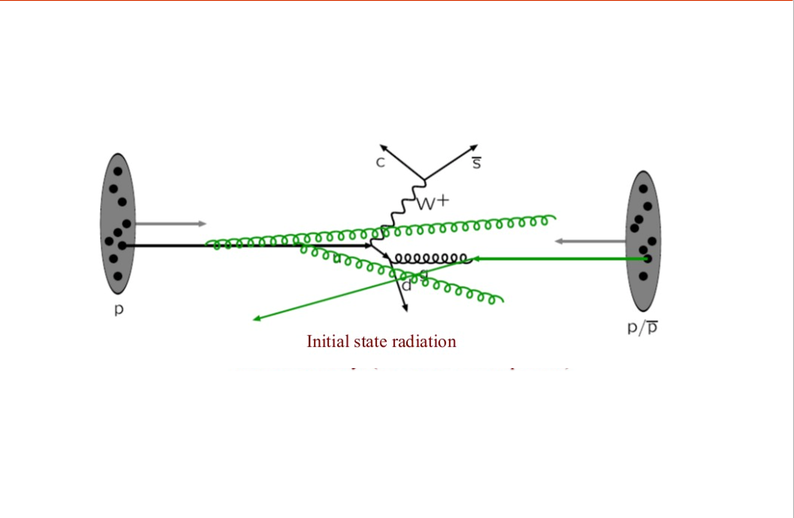 c
s̅
W+
u
g
d
p
p/p̅
Initial state radiation